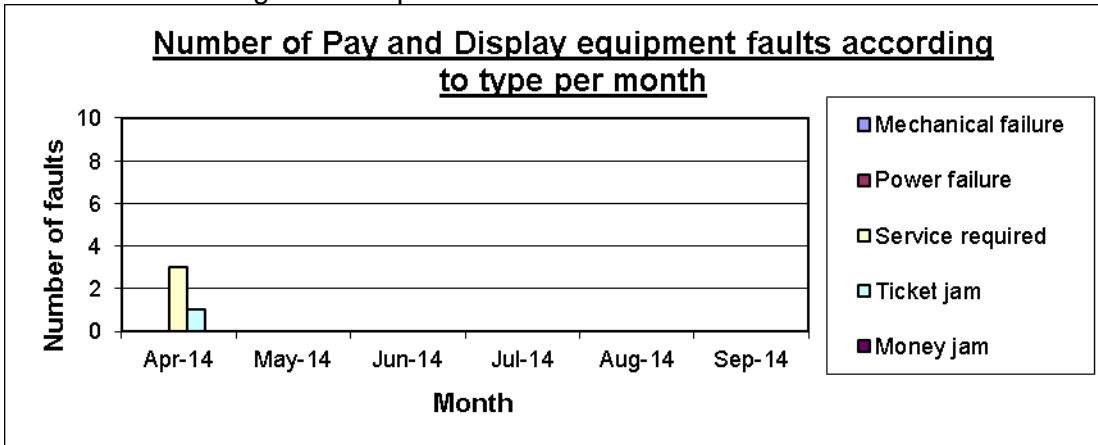 Number of Pay and Display equipment faults according
to type per month
Number of faults
10
8
6
4
2
0
Apr-14 May-14 Jun-14 Jul-14 Aug-14 Sep-14
Month
Mechanical failure
Power failure
Service required
Ticket jam
Money jam